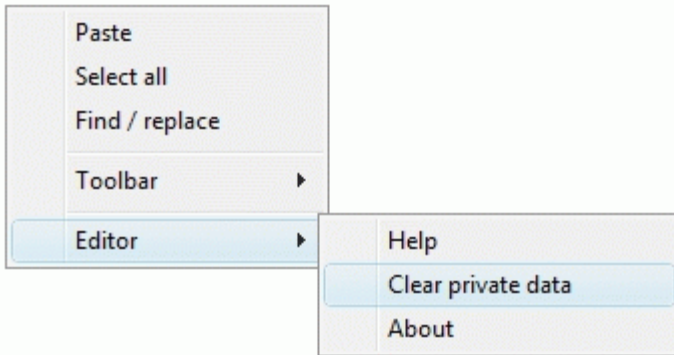 Paste
Select all
Find / replace
Toolbar
Editor
Help
Clear private data
About